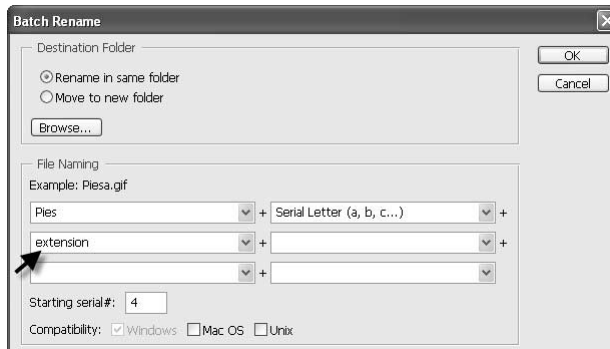 Batch Rename
Destination Folder
Rename in same folder
Move to new folder
Browse...
OK
Cancel
File Naming
Example: Piesa.gif
Pies + Serial Letter (a, b, c...) +
extension + +
+
Starting serial#: 4
Compatibility: Windows Mac OS Unix